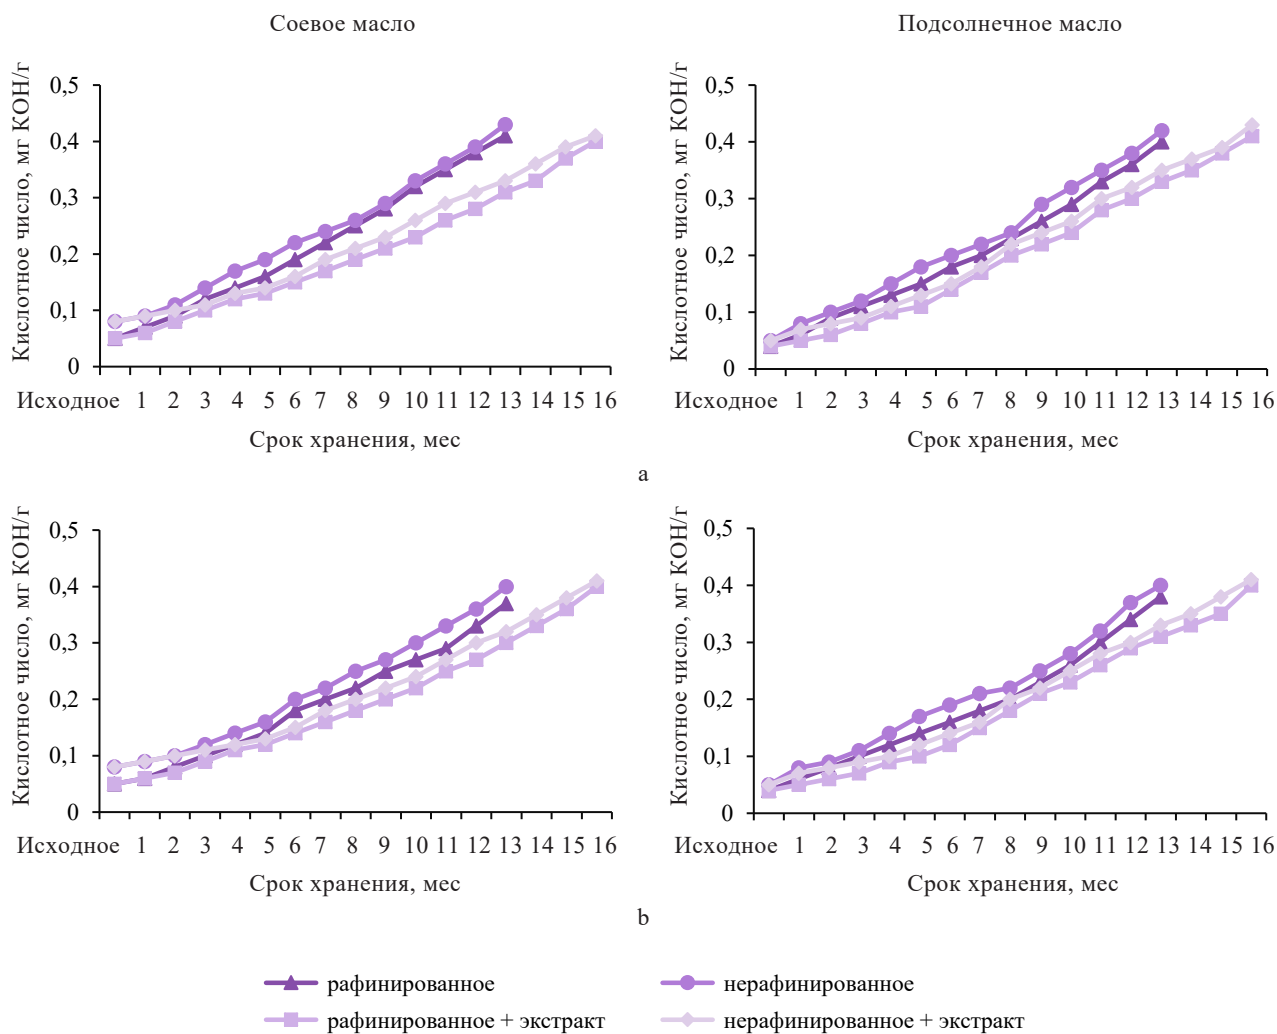 Соевое масло
Подсолнечное масло
Кислотное число, мг КОН/г
0,5
0,4
0,3
0,2
0,1
0
Исходное 1 2 3 4 5 6 7 8 9 10 11 12 13 14 15 16
Срок хранения, мес
Кислотное число, мг КОН/г
0,5
0,4
0,3
0,2
0,1
0
Исходное 1 2 3 4 5 6 7 8 9 10 11 12 13 14 15 16
Срок хранения, мес
a
Кислотное число, мг КОН/г
0,5
0,4
0,3
0,2
0,1
0
Исходное 1 2 3 4 5 6 7 8 9 10 11 12 13 14 15 16
Срок хранения, мес
Кислотное число, мг КОН/г
0,5
0,4
0,3
0,2
0,1
0
Исходное 1 2 3 4 5 6 7 8 9 10 11 12 13 14 15 16
Срок хранения, мес
b
рафинированное
нерафинированное
рафинированное + экстракт
нерафинированное + экстракт